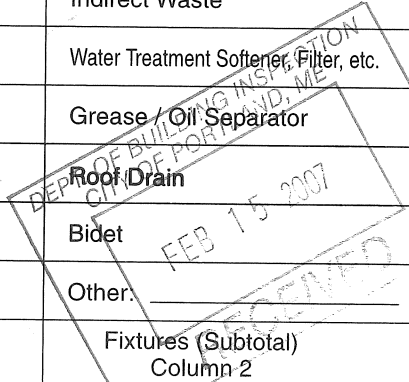 Indirect Waste
Water Treatment Softener, Filter, etc.
Grease / Oil Separator
Roof Drain
Bidet
Other:
Fixtures (Subtotal)
Column 2
DEPT. OF BUILDING INSPECTION
CITY OF PORTLAND, ME
FEB 15 2007
RECEIVED